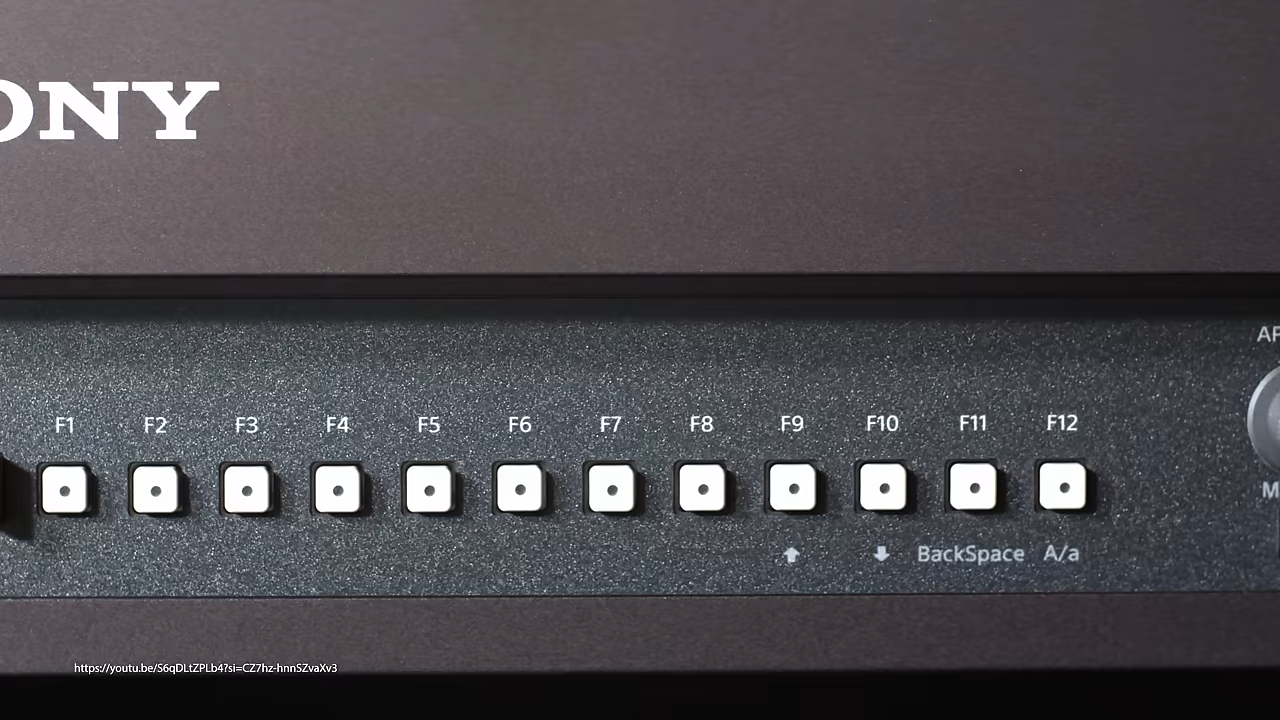 ONY
AF
F1 F2 F3 F4 F5 F6 F7 F8 F9 F10 F11 F12
M
⬆ ⬇ BackSpace A/a
https://youtu.be/S6qDLtZPLb4?si=CZ7hz-hnnSZvaXv3